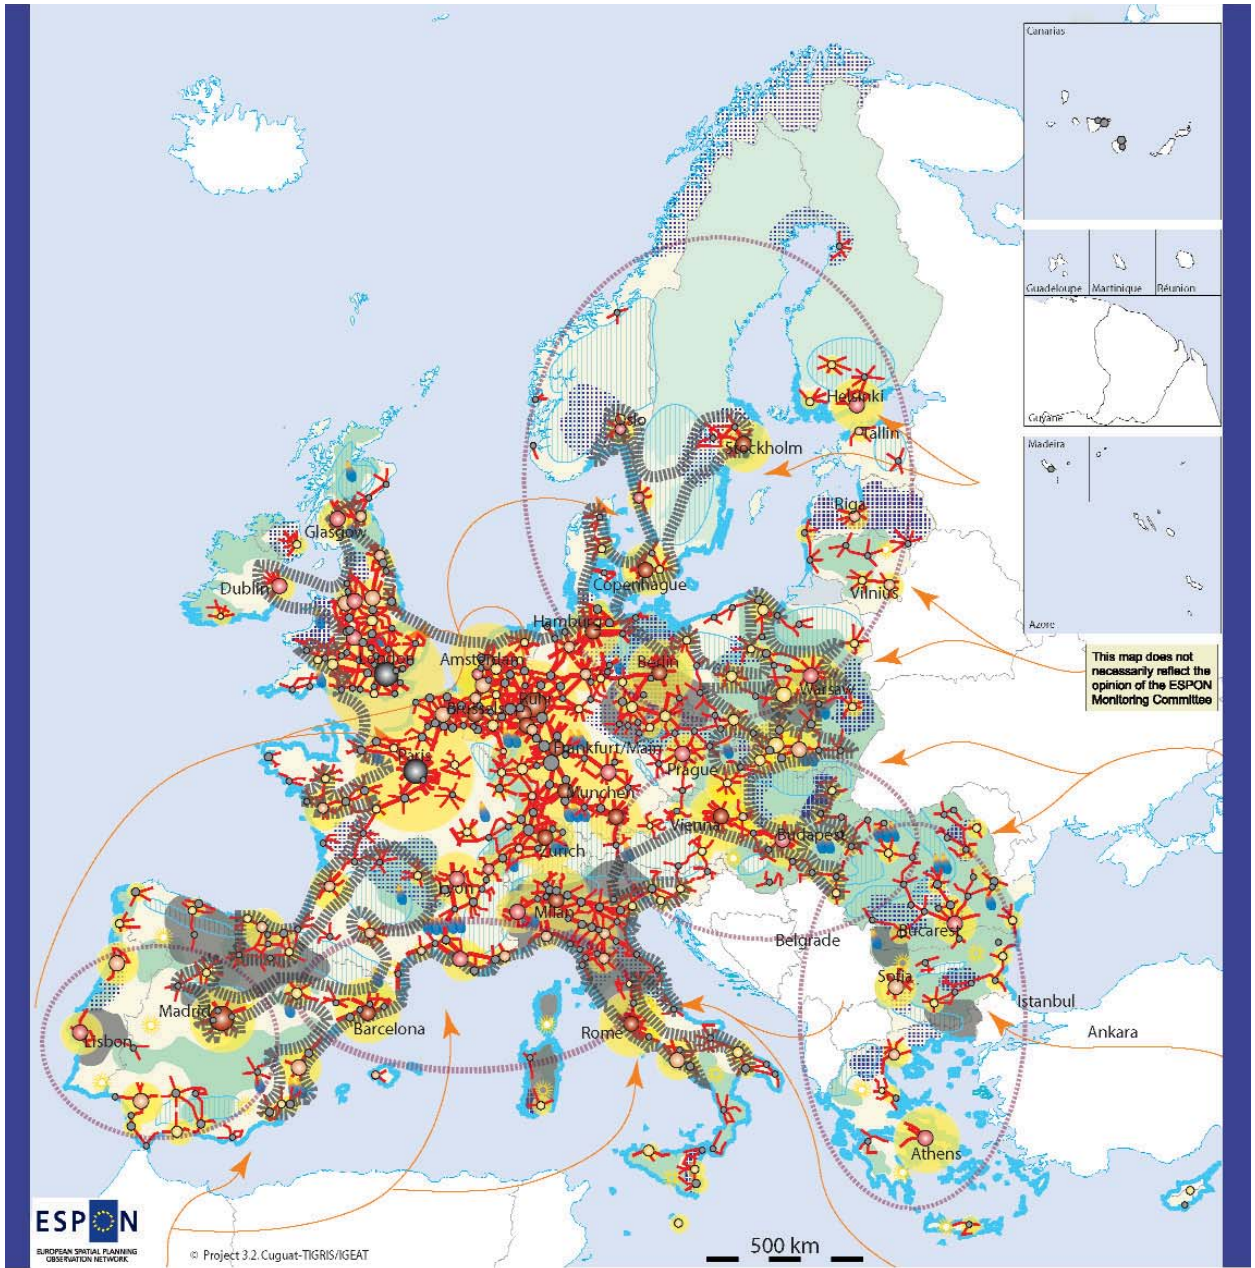 Canarias
Guadeloupe
Martinique
Réunion
Guyane
Madeira
Azore
This map does not
necessarily reflect the
opinion of the ESPON
Monitoring Committee
Helsinki
Oslo
Tallin
Stockholm
Riga
Glasgow
Copenhague
Dublin
Vilnius
Hamburg
London
Amsterdam
Berlin
Warsaw
Brussels
Ruhr
Paris
Frankfurt/Main
Prague
Munchen
Vienna
Budapest
Zurich
Lyon
Milan
Bucarest
Belgrade
Sofia
Madrid
Istanbul
Barcelona
Rome
Ankara
Lisbon
Athens
ESPON
EUROPEAN SPATIAL PLANNING
OBSERVATION NETWORK
© Project 3.2. Cuguat-TIGRIS/IGEAT
500 km